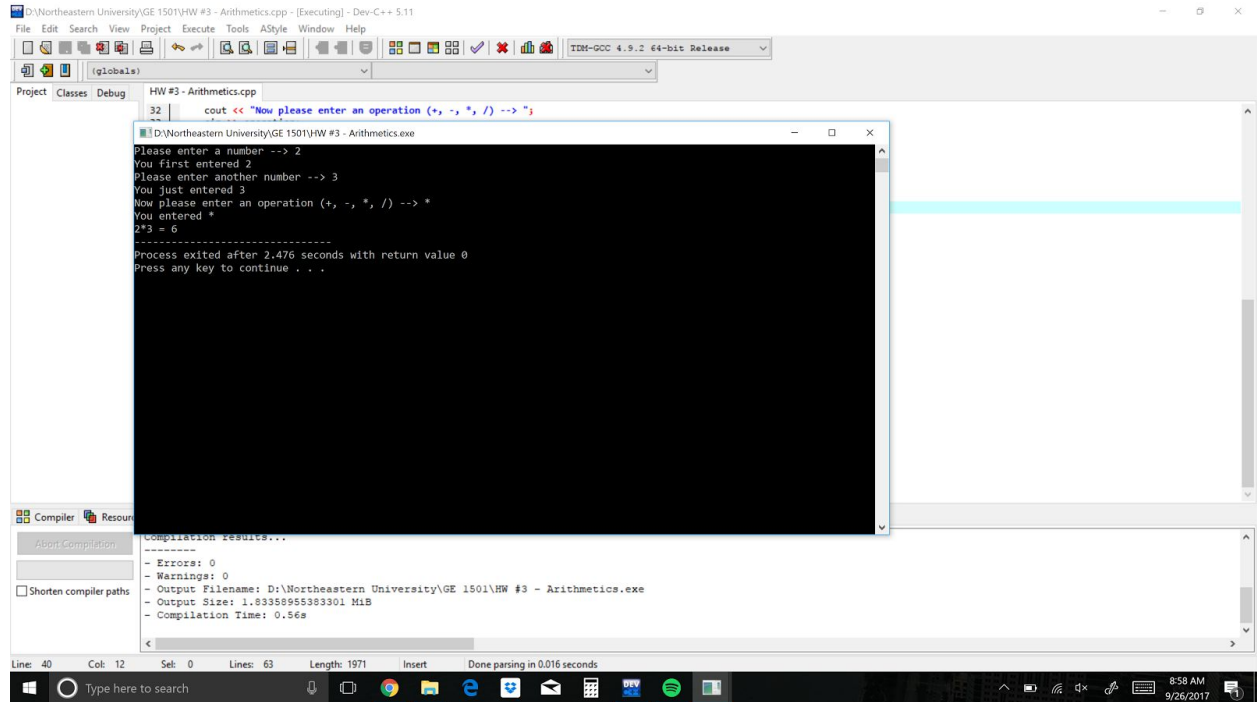 D:\Northeastern University\GE 1501\HW #3 - Arithmetics.cpp - [Executing] - Dev-C++ 5.11
File Edit Search View Project Execute Tools AStyle Window Help
TDM-GCC 4.9.2 64-bit Release
(globals)
Project Classes Debug
HW #3 - Arithmetics.cpp
32 cout << "Now please enter an operation (+, -, *, /) --> ";
D:\Northeastern University\GE 1501\HW #3 - Arithmetics.exe
Please enter a number --> 2
You first entered 2
Please enter another number --> 3
You just entered 3
Now please enter an operation (+, -, *, /) --> *
You entered *
2*3 = 6
--------------------------------
Process exited after 2.476 seconds with return value 0
Press any key to continue . . .
Compiler
Abort Compilation
Shorten compiler paths
Compilation results...
--------
- Errors: 0
- Warnings: 0
- Output Filename: D:\Northeastern University\GE 1501\HW #3 - Arithmetics.exe
- Output Size: 1.83358955383301 MiB
- Compilation Time: 0.56s
Line: 40 Col: 12 Sel: 0 Lines: 63 Length: 1971 Insert Done parsing in 0.016 seconds
Type here to search
DEV
8:58 AM
9/26/2017
1